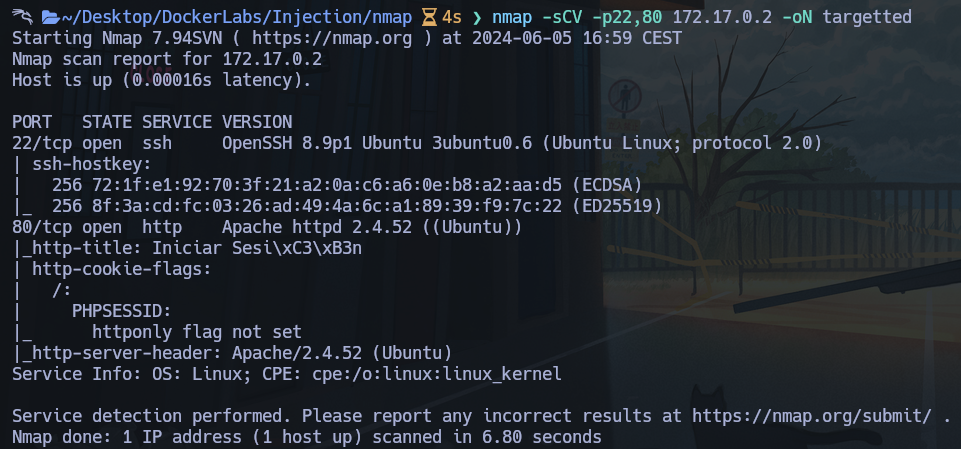 ~/Desktop/DockerLabs/Injection/nmap 4s ❯ nmap -sCV -p22,80 172.17.0.2 -oN targetted
Starting Nmap 7.94SVN ( https://nmap.org ) at 2024-06-05 16:59 CEST
Nmap scan report for 172.17.0.2
Host is up (0.00016s latency).

PORT   STATE SERVICE VERSION
22/tcp open  ssh     OpenSSH 8.9p1 Ubuntu 3ubuntu0.6 (Ubuntu Linux; protocol 2.0)
| ssh-hostkey:
|   256 72:1f:e1:92:70:3f:21:a2:0a:c6:a6:0e:b8:a2:aa:d5 (ECDSA)
|_  256 8f:3a:cd:fc:03:26:ad:49:4a:6c:a1:89:39:f9:7c:22 (ED25519)
80/tcp open  http    Apache httpd 2.4.52 ((Ubuntu))
|_http-title: Iniciar Sesi\xC3\xB3n
| http-cookie-flags:
|   /:
|     PHPSESSID:
|_      httponly flag not set
|_http-server-header: Apache/2.4.52 (Ubuntu)
Service Info: OS: Linux; CPE: cpe:/o:linux:linux_kernel

Service detection performed. Please report any incorrect results at https://nmap.org/submit/ .
Nmap done: 1 IP address (1 host up) scanned in 6.80 seconds